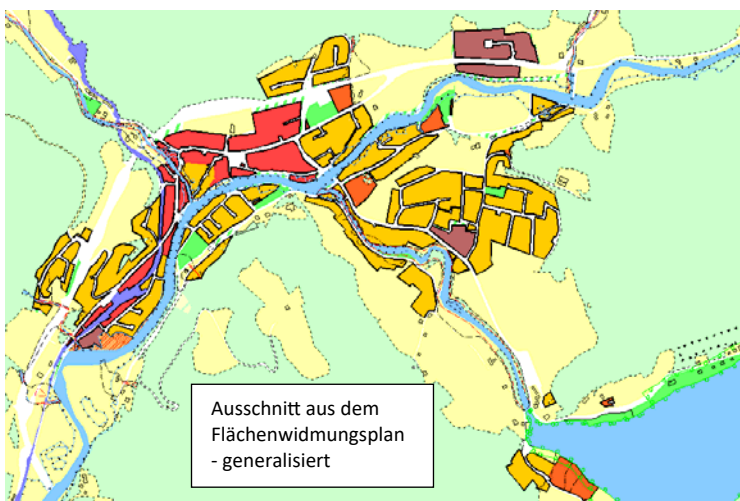 Ausschnitt aus dem
Flächenwidmungsplan
- generalisiert